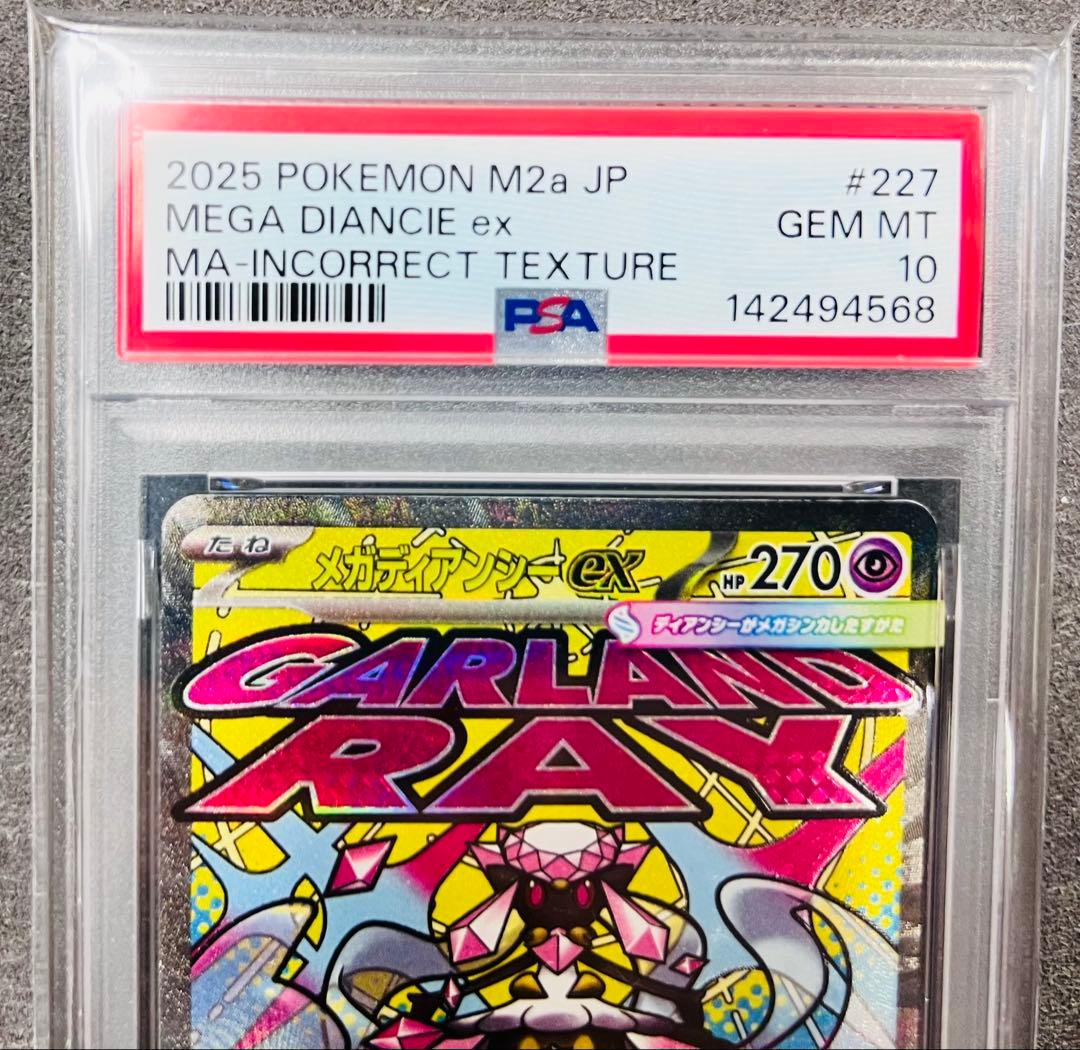 2025 POKEMON M2a JP #227
MEGA DIANCIE ex GEM MT
MA-INCORRECT TEXTURE 10
PSA 142494568
たね メガディアンシーex HP 270
ディアンシーがメガシンカしたすがた
GARLAND
RAY